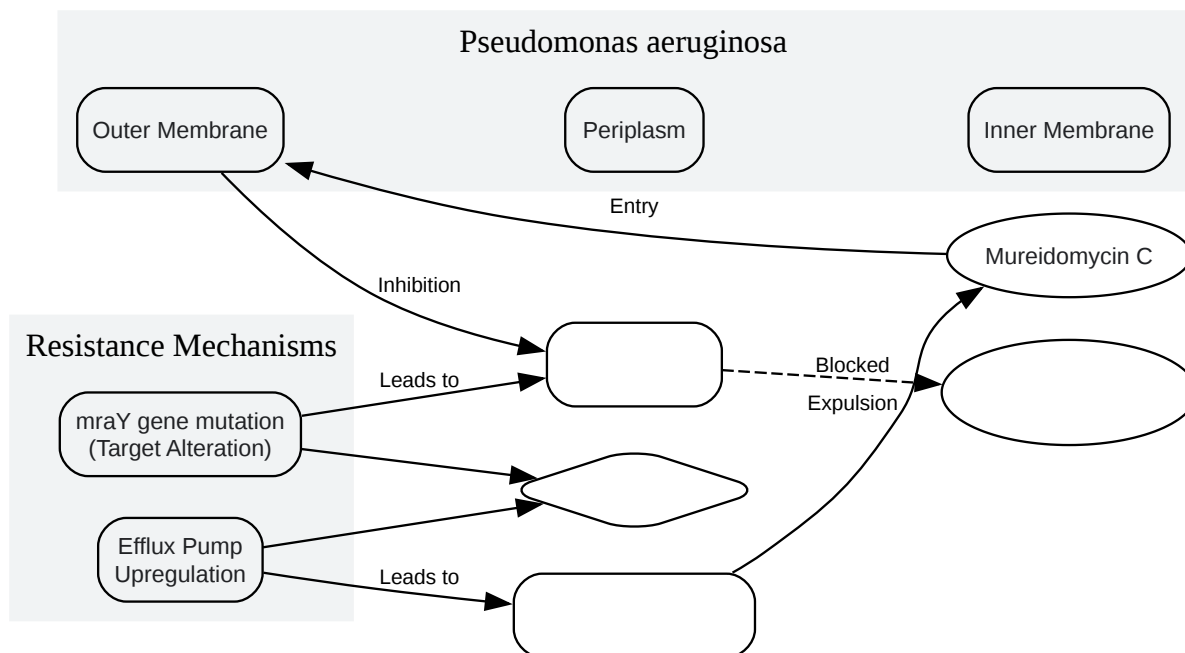 Pseudomonas aeruginosa
Outer Membrane
Periplasm
Inner Membrane
Entry
Mureidomycin C
Inhibition
Resistance Mechanisms
Leads to
Blocked
Expulsion
mraY gene mutation
(Target Alteration)
Efflux Pump
Upregulation
Leads to